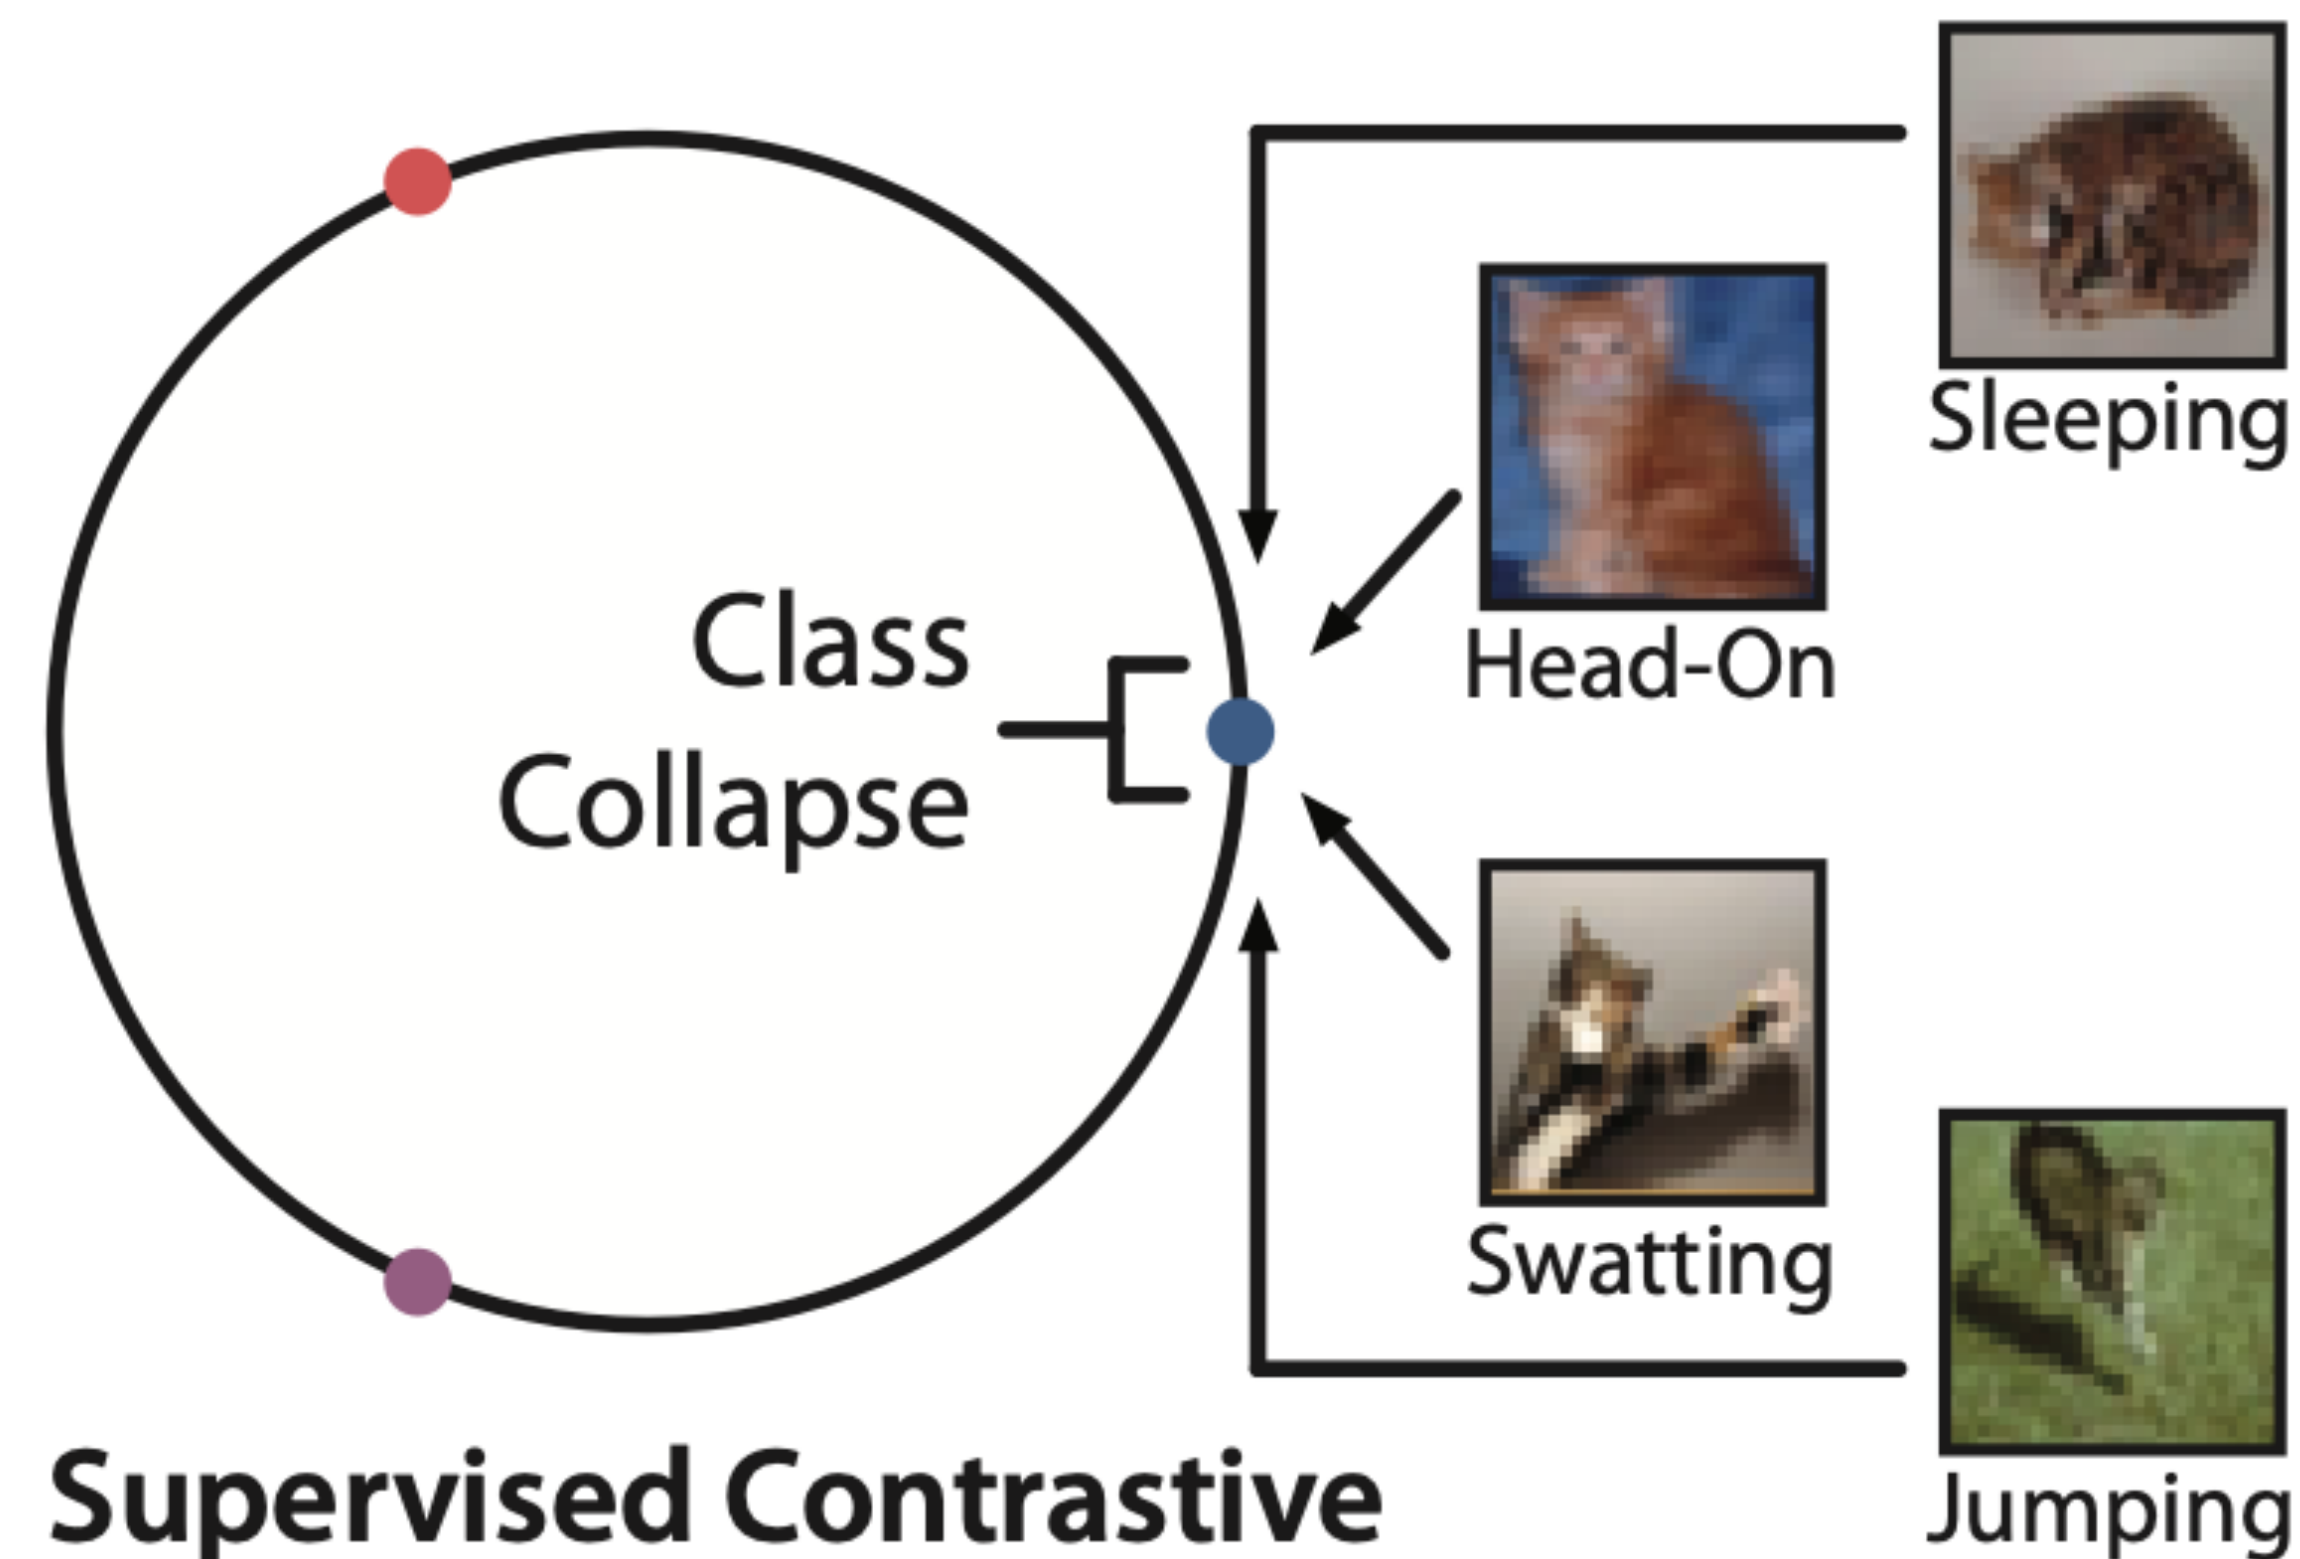 Sleeping
Head-On
Class
Collapse
Swatting
Jumping
Supervised Contrastive